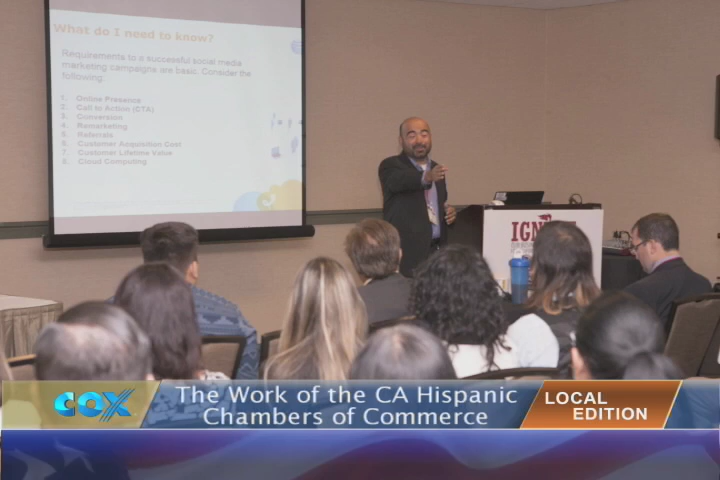 What do I need to know?
Requirements to a successful social media
marketing campaigns are basic. Consider the
following:
1. Online Presence
2. Call to Action (CTA)
3. Conversion
4. Remarketing
5. Referrals
6. Customer Acquisition Cost
7. Customer Lifetime Value
8. Cloud Computing
COX
The Work of the CA Hispanic
Chambers of Commerce
LOCAL
EDITION